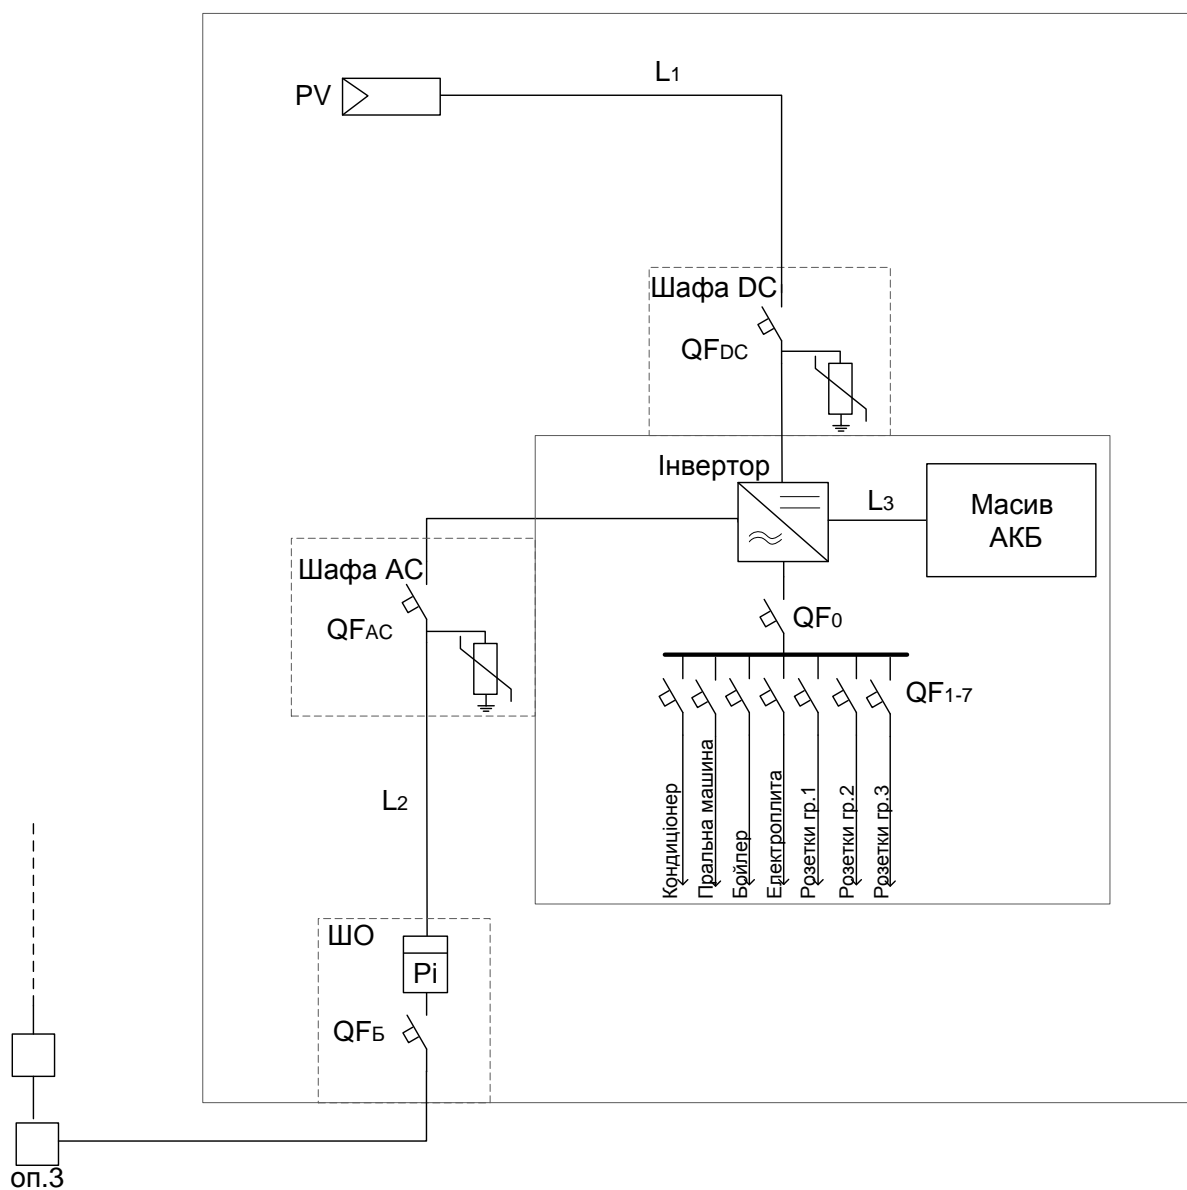 L1
PV
Шафа DC
QFDC
Інвертор
L3
Масив
АКБ
Шафа AC
QFAC
QF0
QF1-7
L2
Кондиціонер
Пральна машина
Бойлер
Електроплита
Розетки гр.1
Розетки гр.2
Розетки гр.3
ШО
Pi
QFБ
оп.3